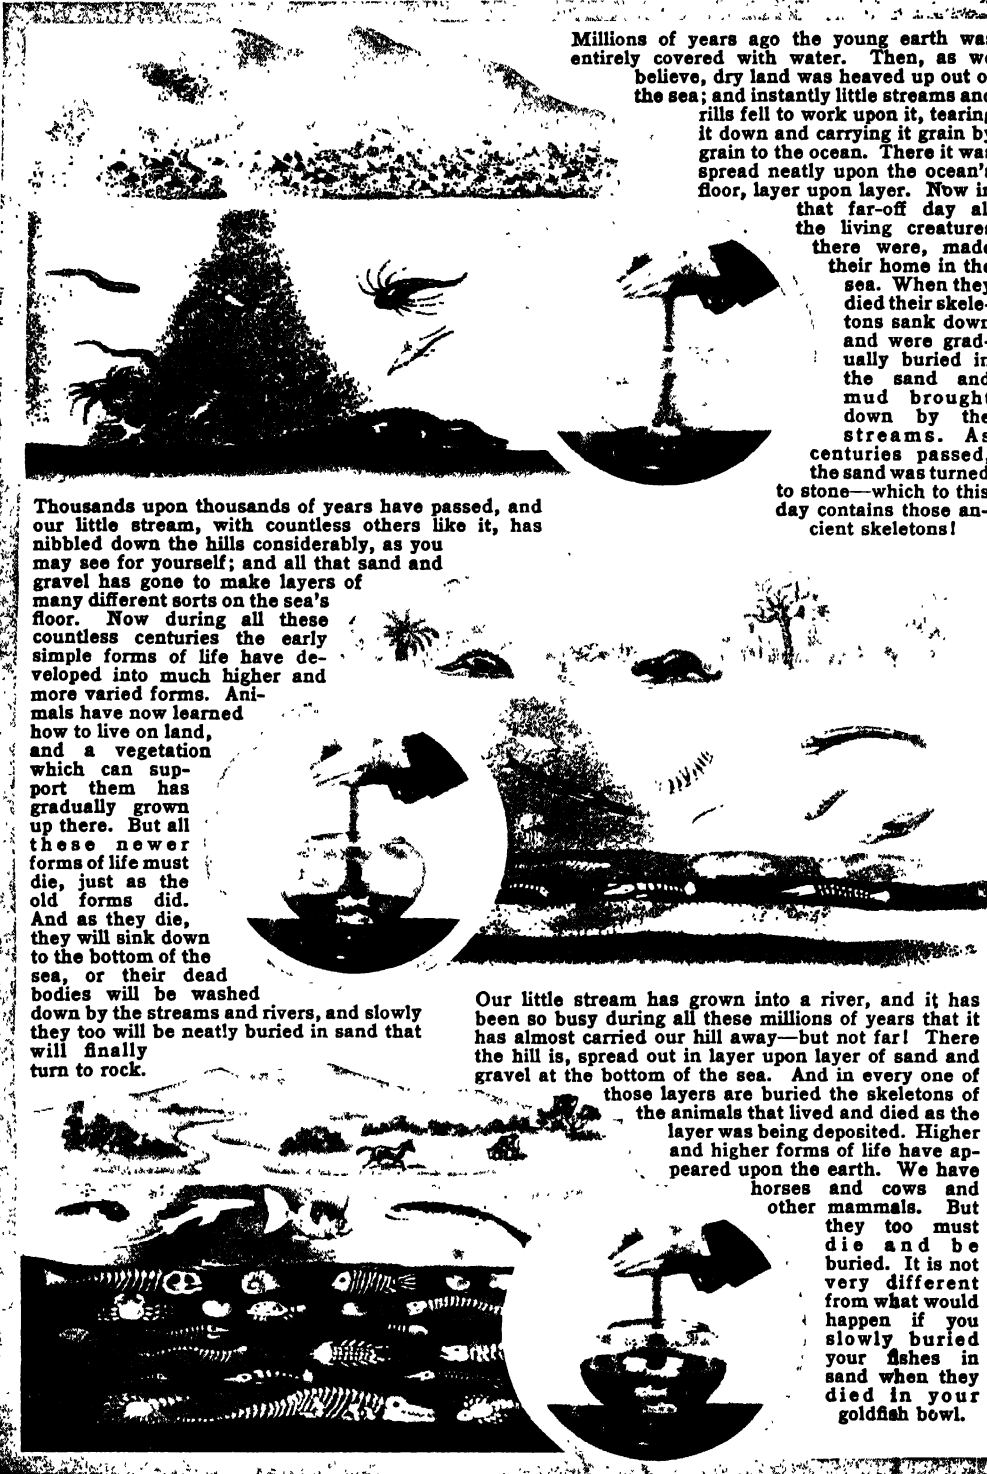 Millions of years ago the young earth was
entirely covered with water. Then, as we
believe, dry land was heaved up out o
the sea; and instantly little streams and
rills fell to work upon it, tearing
it down and carrying it grain by
grain to the ocean. There it was
spread neatly upon the ocean's
floor, layer upon layer. Now in
that far-off day al
the living creatures
there were, made
their home in the
sea. When they
died their skele-
tons sank down
and were grad-
ually buried in
the sand and
mud brought
down by the
streams. As
centuries passed,
the sand was turned
to stone—which to this
day contains those an-
cient skeletons!
Thousands upon thousands of years have passed, and
our little stream, with countless others like it, has
nibbled down the hills considerably, as you
may see for yourself; and all that sand and
gravel has gone to make layers of
many different sorts on the sea's
floor. Now during all these
countless centuries the early
simple forms of life have de-
veloped into much higher and
more varied forms. Ani-
mals have now learned
how to live on land,
and a vegetation
which can sup-
port them has
gradually grown
up there. But all
these newer
forms of life must
die, just as the
old forms did.
And as they die,
they will sink down
to the bottom of the
sea, or their dead
bodies will be washed
down by the streams and rivers, and slowly
they too will be neatly buried in sand that
will finally
turn to rock.
Our little stream has grown into a river, and it has
been so busy during all these millions of years that it
has almost carried our hill away—but not far! There
the hill is, spread out in layer upon layer of sand and
gravel at the bottom of the sea. And in every one of
those layers are buried the skeletons of
the animals that lived and died as the
layer was being deposited. Higher
and higher forms of life have ap-
peared upon the earth. We have
horses and cows and
other mammals. But
they too must
die and be
buried. It is not
very different
from what would
happen if you
slowly buried
your fishes in
sand when they
died in your
goldfish bowl.